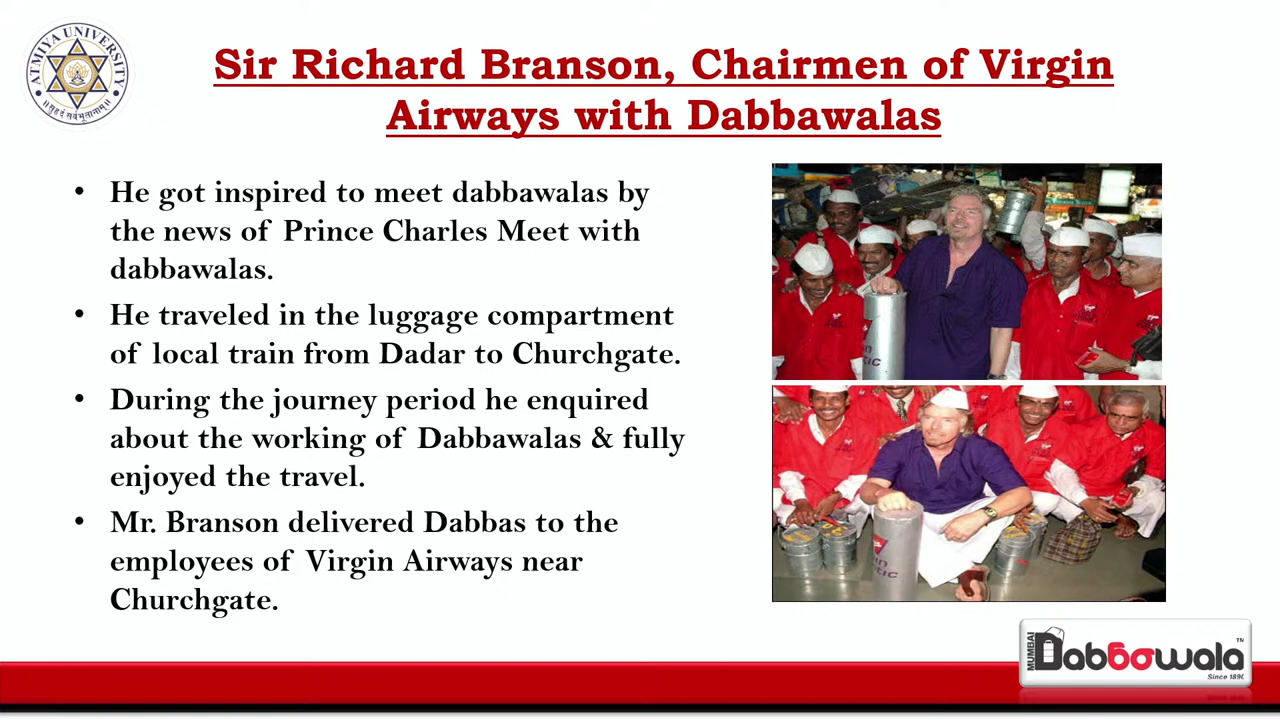 ATMIYA UNIVERSITY
॥सुहृदं सर्वभूतानाम्॥
Sir Richard Branson, Chairmen of Virgin
Airways with Dabbawalas
• He got inspired to meet dabbawalas by
the news of Prince Charles Meet with
dabbawalas.
• He traveled in the luggage compartment
of local train from Dadar to Churchgate.
• During the journey period he enquired
about the working of Dabbawalas & fully
enjoyed the travel.
• Mr. Branson delivered Dabbas to the
employees of Virgin Airways near
Churchgate.
MUMBAI
Dabbawala
TM
Since 1890